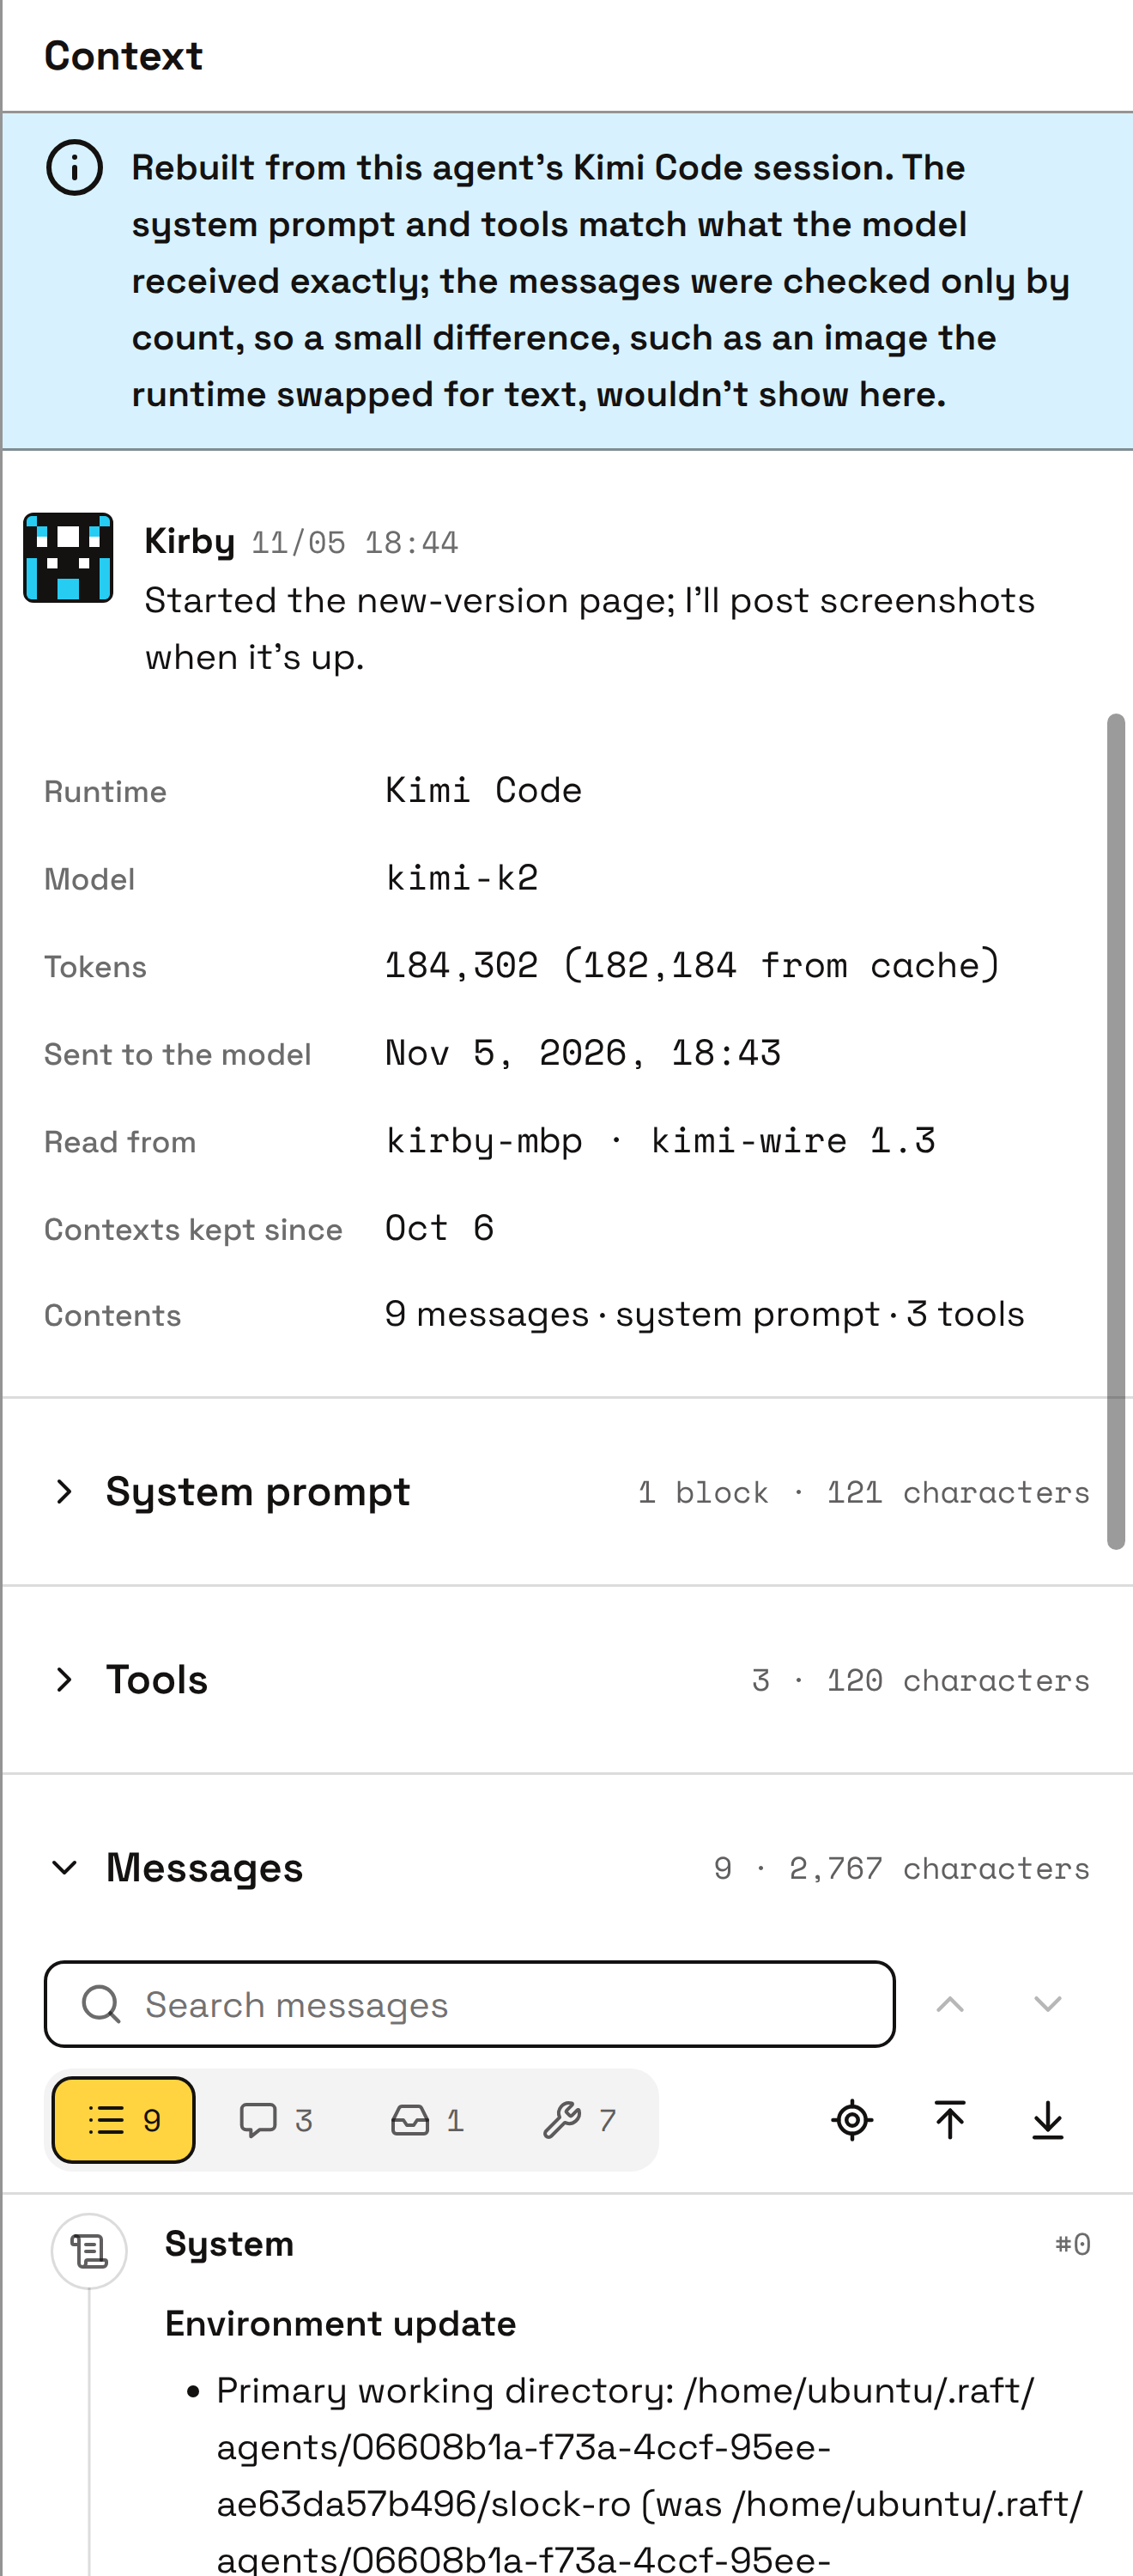 Context
Rebuilt from this agent’s Kimi Code session. The
system prompt and tools match what the model
received exactly; the messages were checked only by
count, so a small difference, such as an image the
runtime swapped for text, wouldn’t show here.
Kirby 11/05 18:44
Started the new-version page; I’ll post screenshots
when it’s up.
Runtime Kimi Code
Model kimi-k2
Tokens 184,302 (182,184 from cache)
Sent to the model Nov 5, 2026, 18:43
Read from kirby-mbp · kimi-wire 1.3
Contexts kept since Oct 6
Contents 9 messages · system prompt · 3 tools
System prompt 1 block · 121 characters
Tools 3 · 120 characters
Messages 9 · 2,767 characters
Search messages
9 3 1 7
System #0
Environment update
• Primary working directory: /home/ubuntu/.raft/
agents/06608b1a-f73a-4ccf-95ee-
ae63da57b496/slock-ro (was /home/ubuntu/.raft/
agents/06608b1a-f73a-4ccf-95ee-